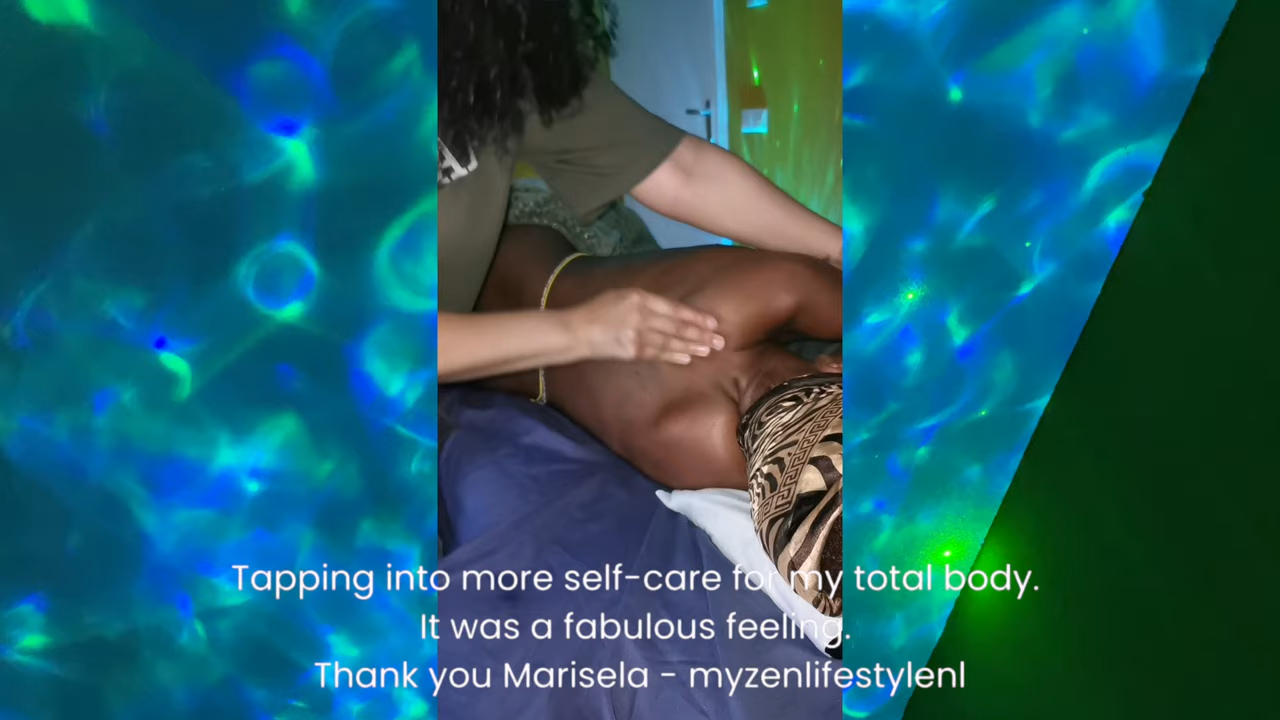 Tapping into more self-care for my total body.
It was a fabulous feeling.
Thank you Marisela - myzenlifestylenl